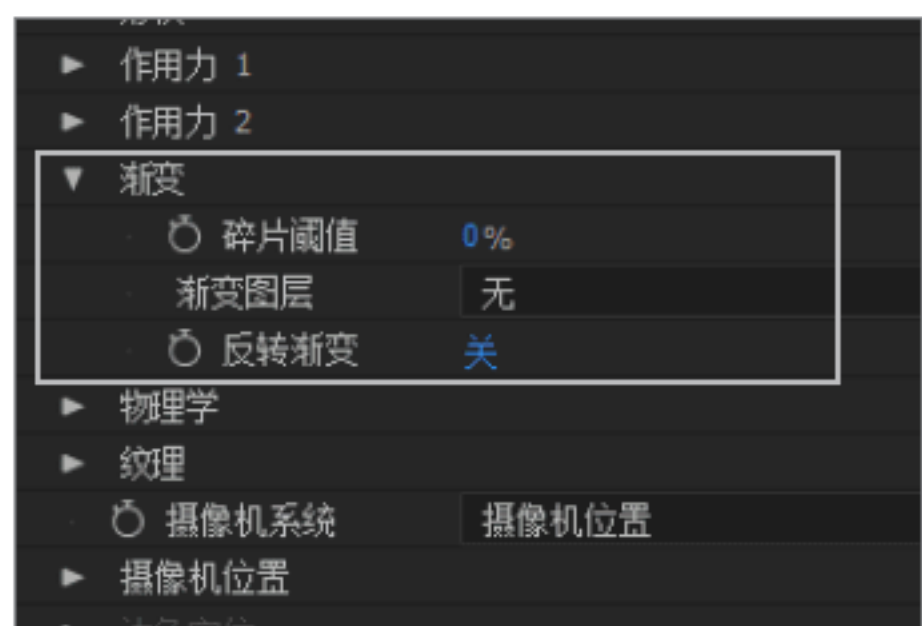 作用力 1
作用力 2
渐变
碎片阈值 0%
渐变图层 无
反转渐变 关
物理学
纹理
摄像机系统 摄像机位置
摄像机位置